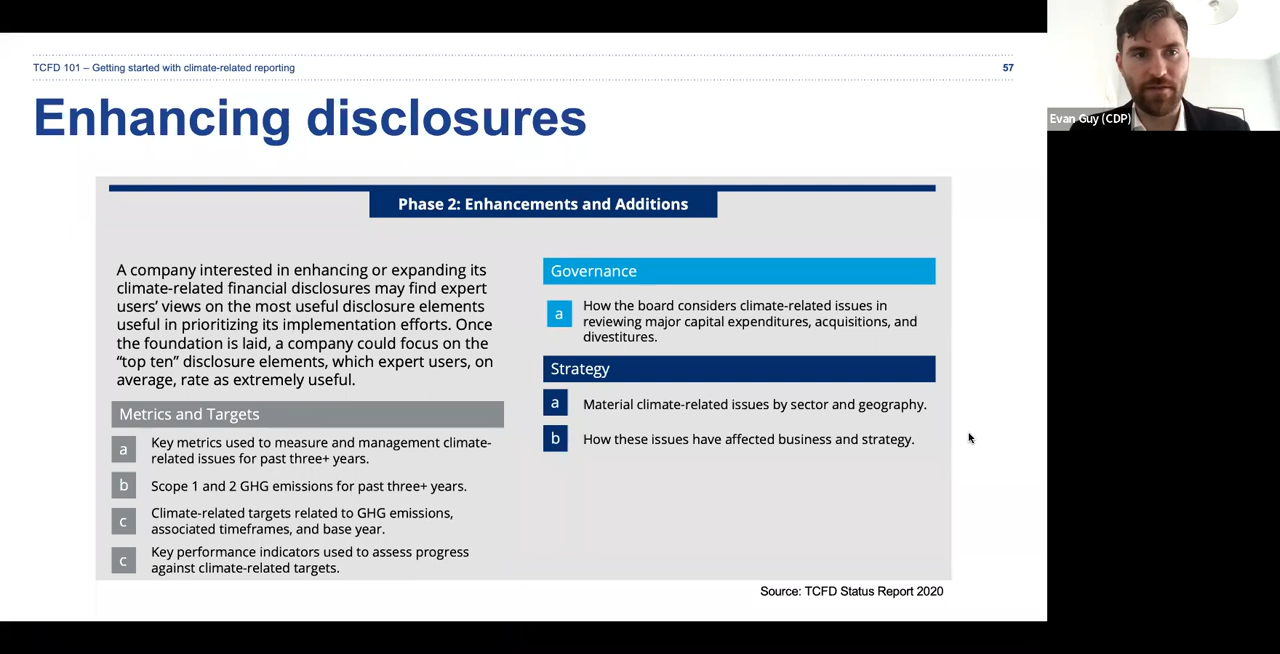 TCFD 101 – Getting started with climate-related reporting
57
Enhancing disclosures
Phase 2: Enhancements and Additions
A company interested in enhancing or expanding its
climate-related financial disclosures may find expert
users’ views on the most useful disclosure elements
useful in prioritizing its implementation efforts. Once
the foundation is laid, a company could focus on the
“top ten” disclosure elements, which expert users, on
average, rate as extremely useful.
Metrics and Targets
a
Key metrics used to measure and management climate-
related issues for past three+ years.
b
Scope 1 and 2 GHG emissions for past three+ years.
c
Climate-related targets related to GHG emissions,
associated timeframes, and base year.
c
Key performance indicators used to assess progress
against climate-related targets.
Governance
a
How the board considers climate-related issues in
reviewing major capital expenditures, acquisitions, and
divestitures.
Strategy
a
Material climate-related issues by sector and geography.
b
How these issues have affected business and strategy.
Source: TCFD Status Report 2020
Evan Guy (CDP)